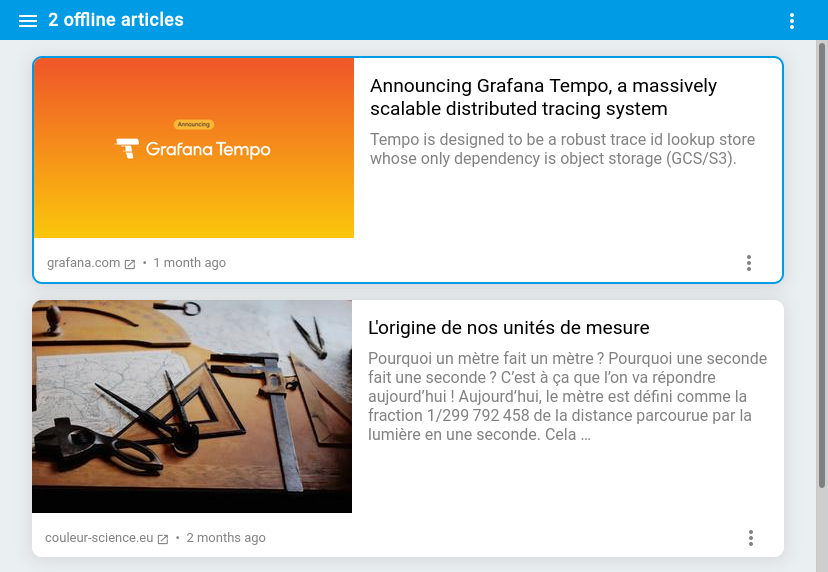 2 offline articles
Announcing
Grafana Tempo
Announcing Grafana Tempo, a massively
scalable distributed tracing system
Tempo is designed to be a robust trace id lookup store
whose only dependency is object storage (GCS/S3).
grafana.com • 1 month ago
L'origine de nos unités de mesure
Pourquoi un mètre fait un mètre ? Pourquoi une seconde
fait une seconde ? C’est à ça que l’on va répondre
aujourd’hui ! Aujourd’hui, le mètre est défini comme la
fraction 1/299 792 458 de la distance parcourue par la
lumière en une seconde. Cela ...
couleur-science.eu • 2 months ago